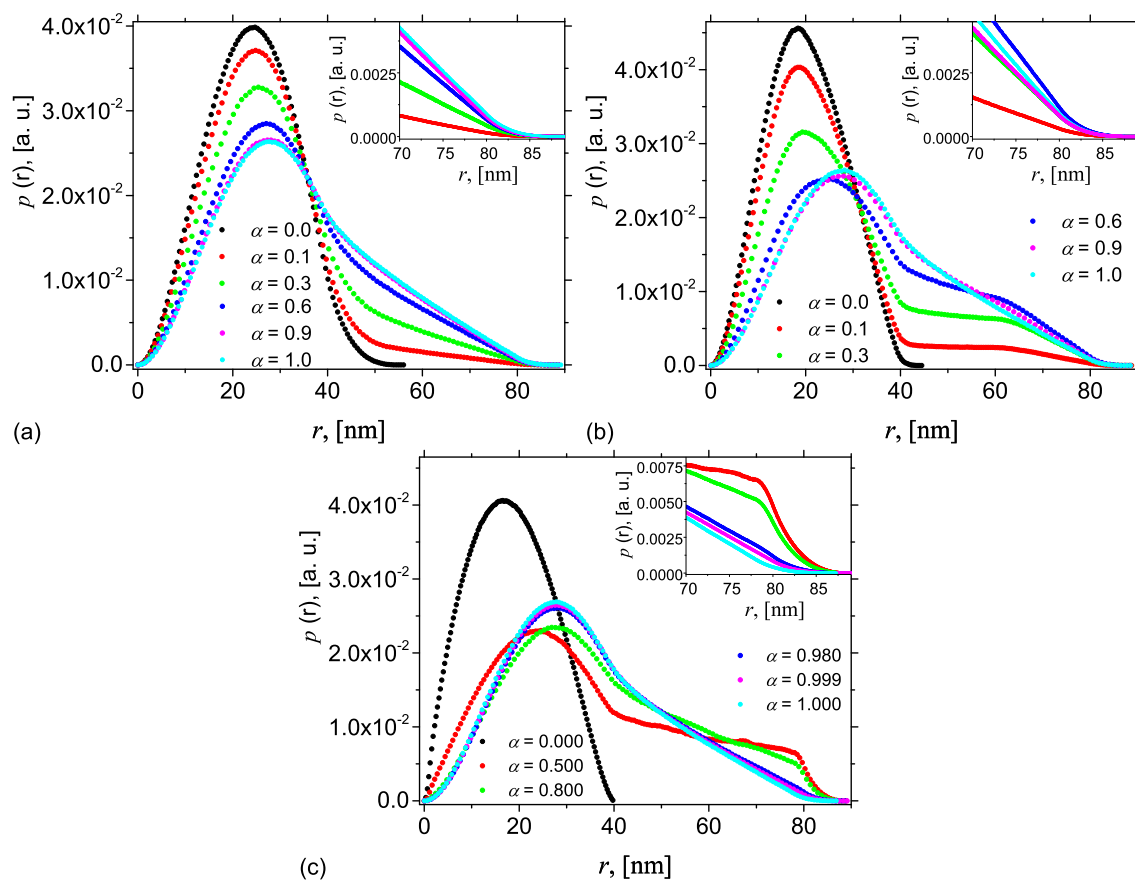 4.0x10⁻²
3.0x10⁻²
2.0x10⁻²
1.0x10⁻²
0.0
p (r), [a. u.]
0 20 40 60 80
r, [nm]
(a)
α = 0.0
α = 0.1
α = 0.3
α = 0.6
α = 0.9
α = 1.0
p (r), [a. u.]
0.0025
0.0000
70 75 80 85
r, [nm]
4.0x10⁻²
3.0x10⁻²
2.0x10⁻²
1.0x10⁻²
0.0
p (r), [a. u.]
0 20 40 60 80
r, [nm]
(b)
α = 0.0
α = 0.1
α = 0.3
α = 0.6
α = 0.9
α = 1.0
p (r), [a. u.]
0.0025
0.0000
70 75 80 85
r, [nm]
4.0x10⁻²
3.0x10⁻²
2.0x10⁻²
1.0x10⁻²
0.0
p (r), [a. u.]
0 20 40 60 80
r, [nm]
(c)
α = 0.000
α = 0.500
α = 0.800
α = 0.980
α = 0.999
α = 1.000
p (r), [a. u.]
0.0075
0.0050
0.0025
0.0000
70 75 80 85
r, [nm]